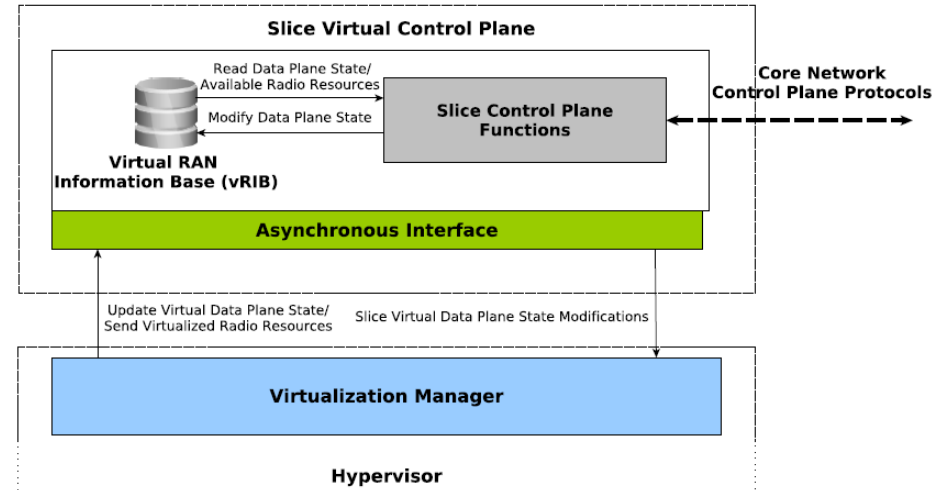 Slice Virtual Control Plane
Read Data Plane State/
Available Radio Resources
Modify Data Plane State
Slice Control Plane
Functions
Core Network
Control Plane Protocols
Virtual RAN
Information Base (vRIB)
Asynchronous Interface
Update Virtual Data Plane State/
Send Virtualized Radio Resources
Slice Virtual Data Plane State Modifications
Virtualization Manager
Hypervisor